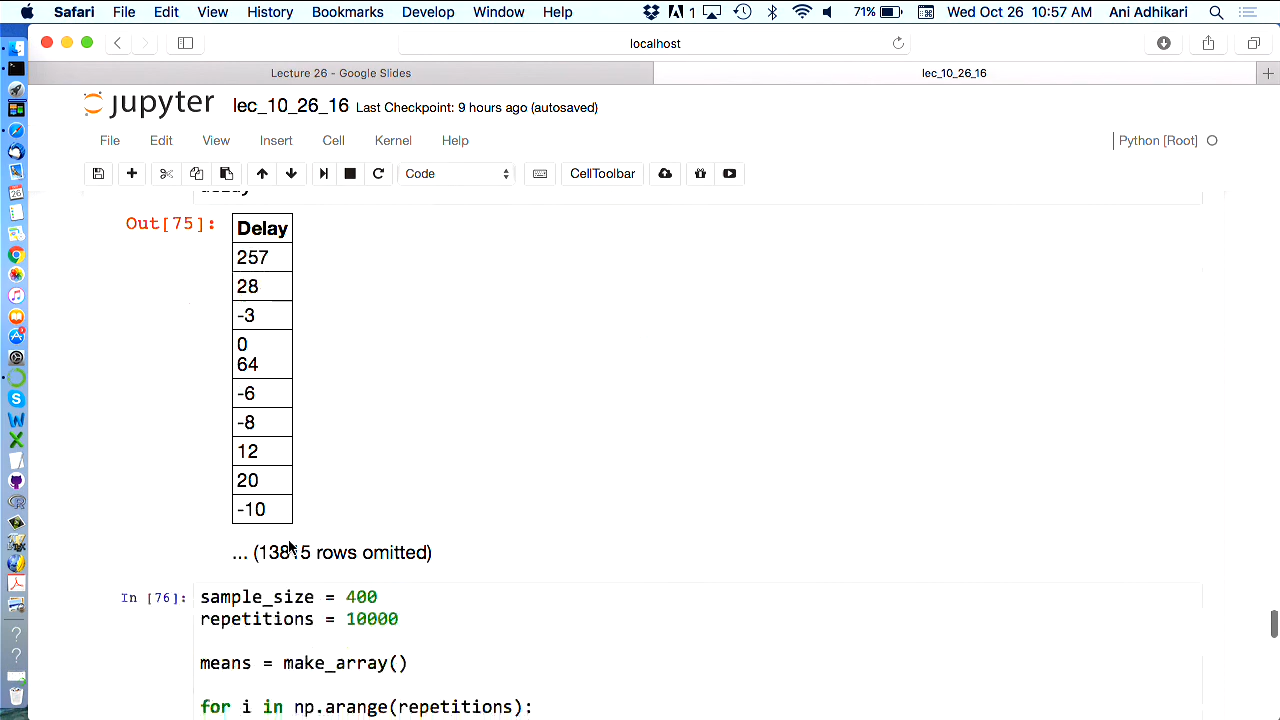 Safari File Edit View History Bookmarks Develop Window Help 1 71% Wed Oct 26 10:57 AM Ani Adhikari
localhost
Lecture 26 - Google Slides lec_10_26_16
jupyter lec_10_26_16 Last Checkpoint: 9 hours ago (autosaved)
File Edit View Insert Cell Kernel Help Python [Root]
Code CellToolbar
Out[75]:
Delay
257
28
-3
0
64
-6
-8
12
20
-10
... (13815 rows omitted)
In [76]: sample_size = 400
repetitions = 10000
means = make_array()
for i in np.arange(repetitions):